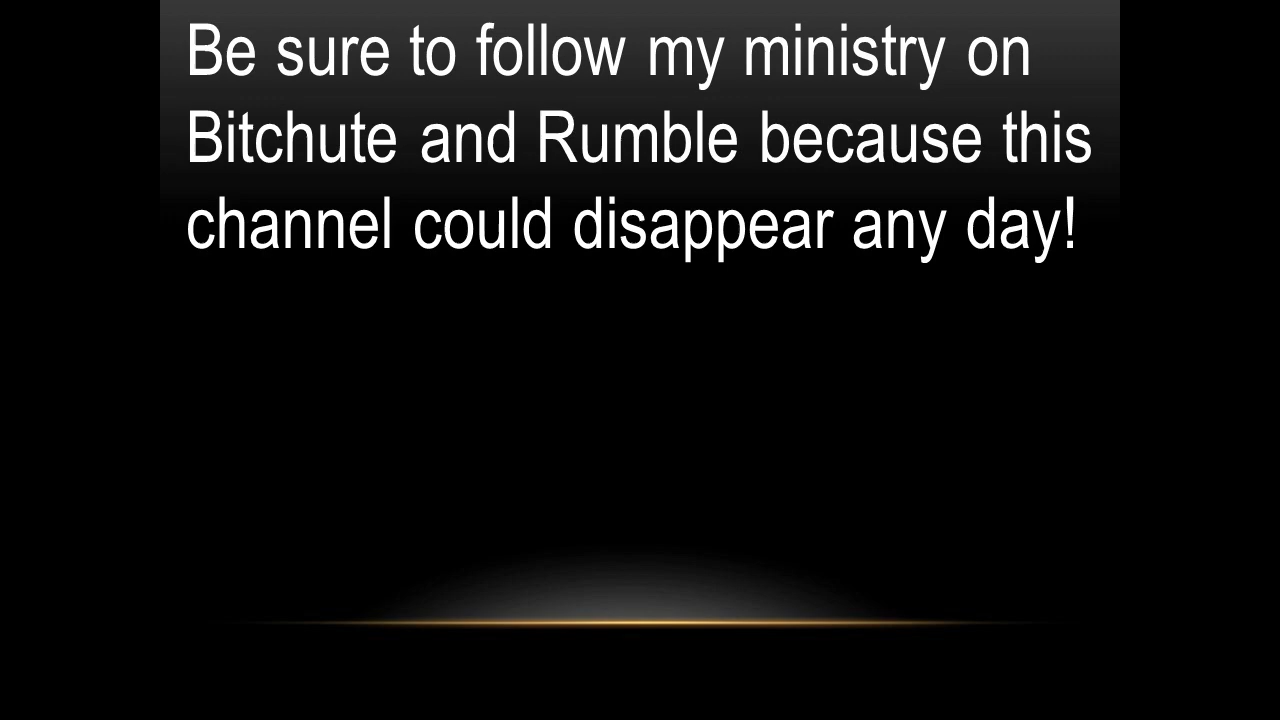 Be sure to follow my ministry on
Bitchute and Rumble because this
channel could disappear any day!